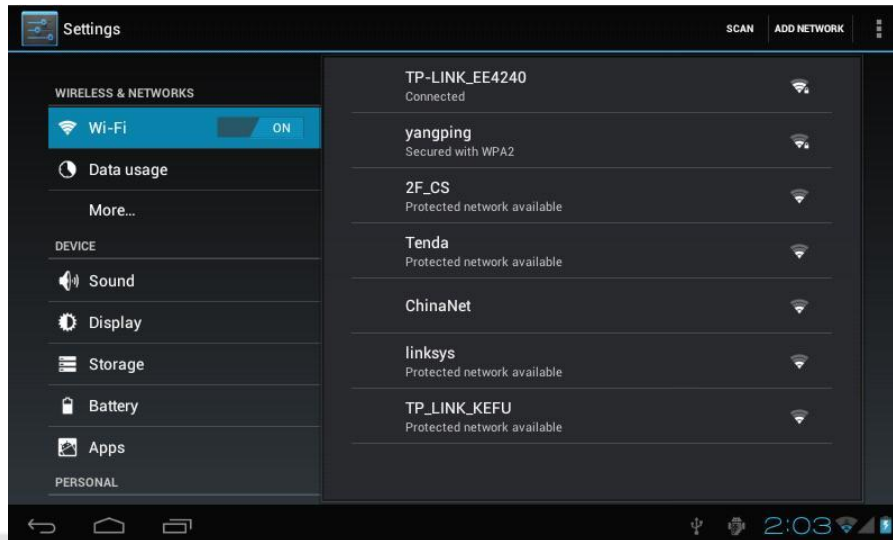 Settings
SCAN
ADD NETWORK
WIRELESS & NETWORKS
Wi-Fi
ON
Data usage
More...
DEVICE
Sound
Display
Storage
Battery
Apps
PERSONAL
TP-LINK_EE4240
Connected
yangping
Secured with WPA2
2F_CS
Protected network available
Tenda
Protected network available
ChinaNet
linksys
Protected network available
TP_LINK_KEFU
Protected network available
2:03